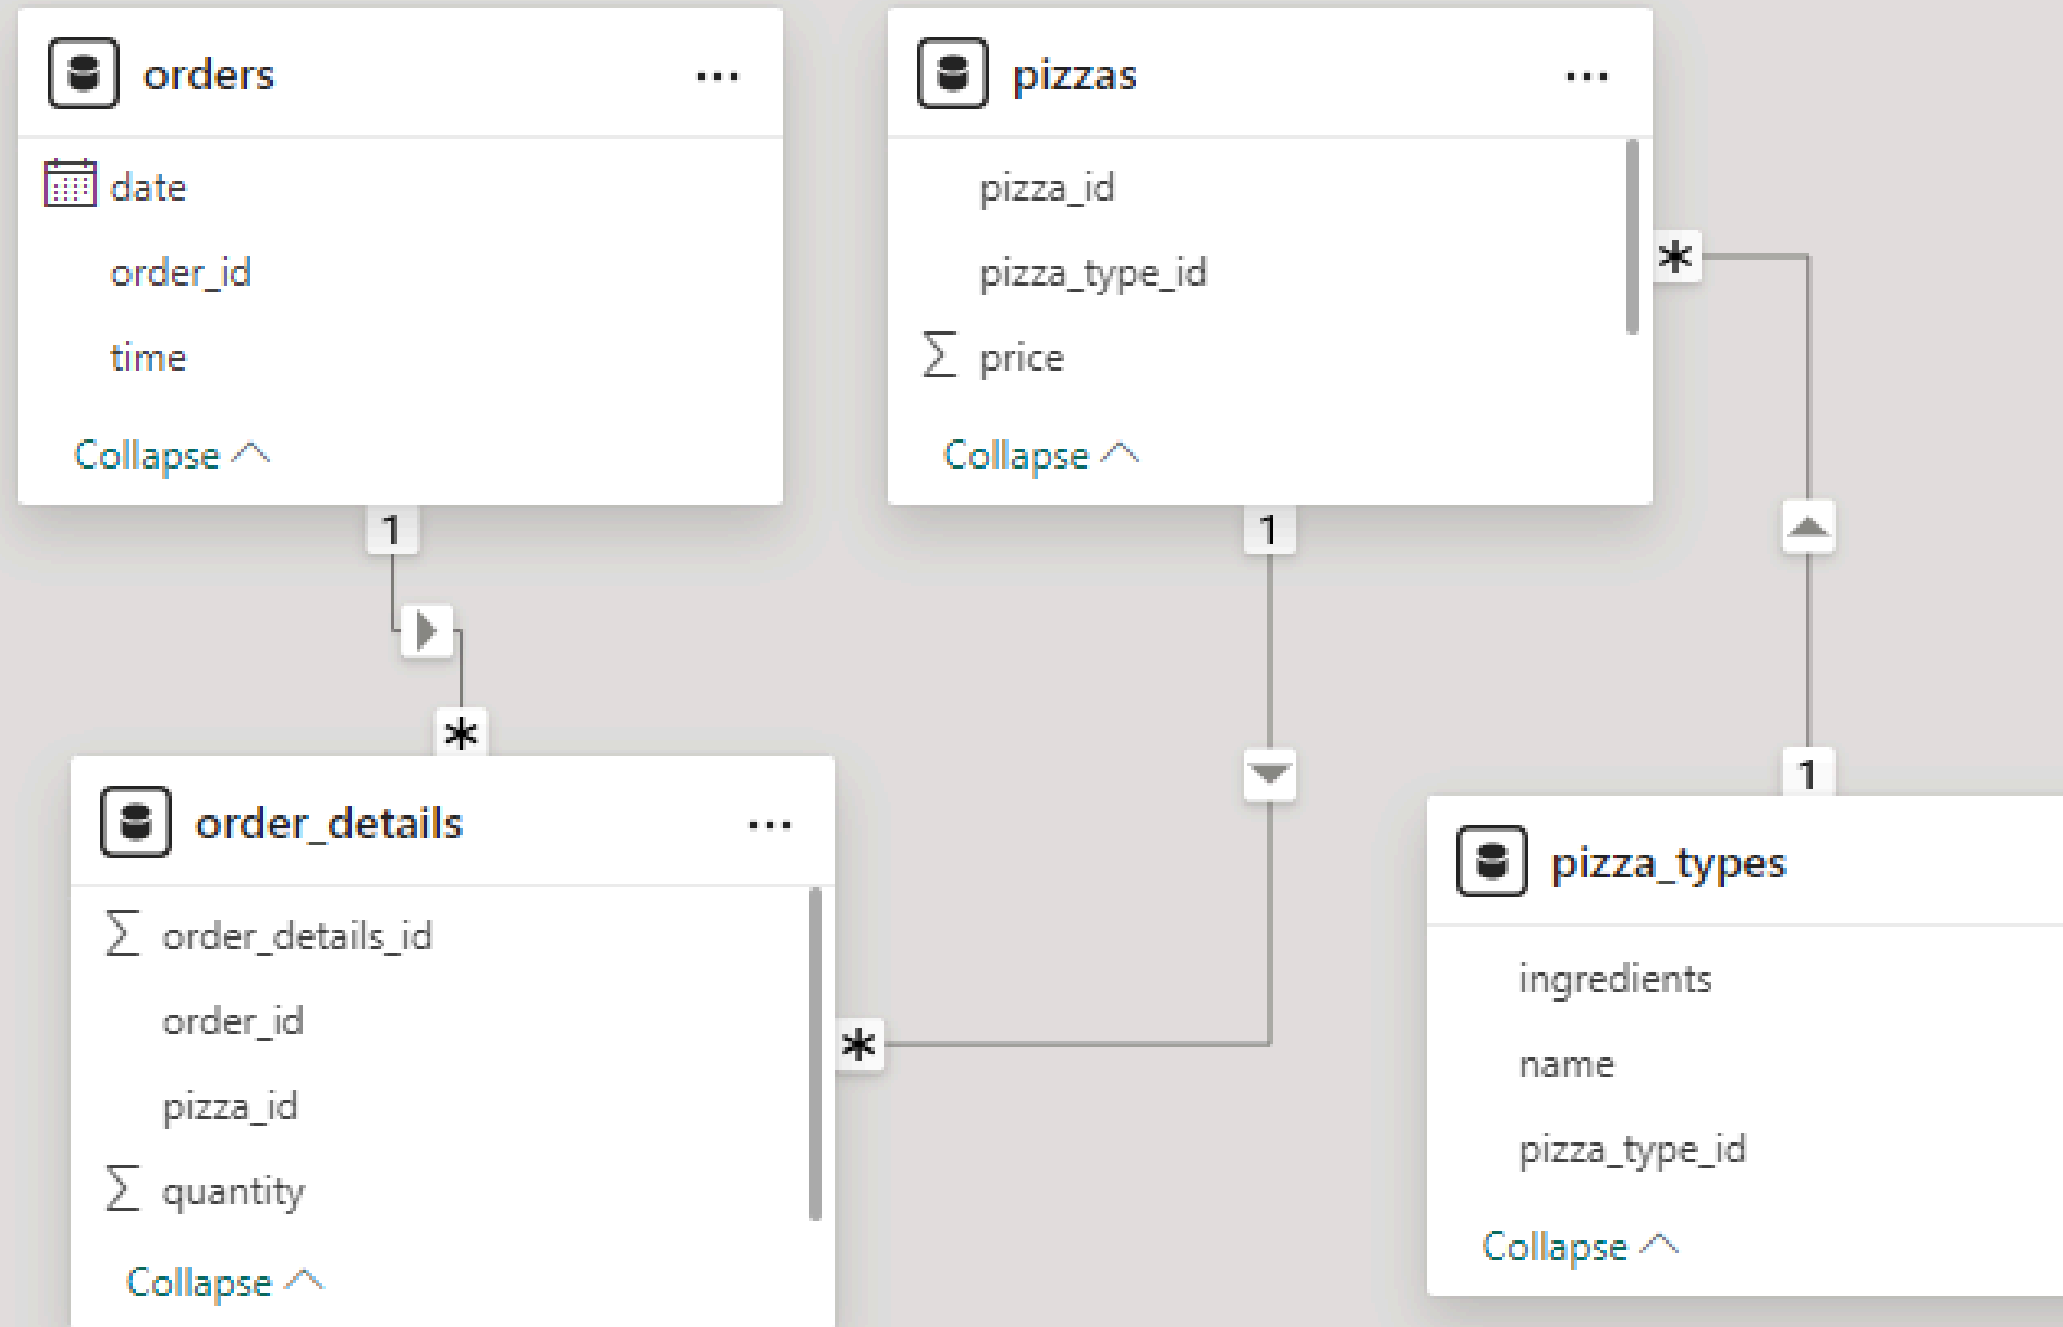 orders
...
date
order_id
time
Collapse
1
*
pizzas
...
pizza_id
pizza_type_id
∑ price
Collapse
1
*
order_details
...
∑ order_details_id
order_id
pizza_id
∑ quantity
Collapse
*
1
pizza_types
ingredients
name
pizza_type_id
Collapse